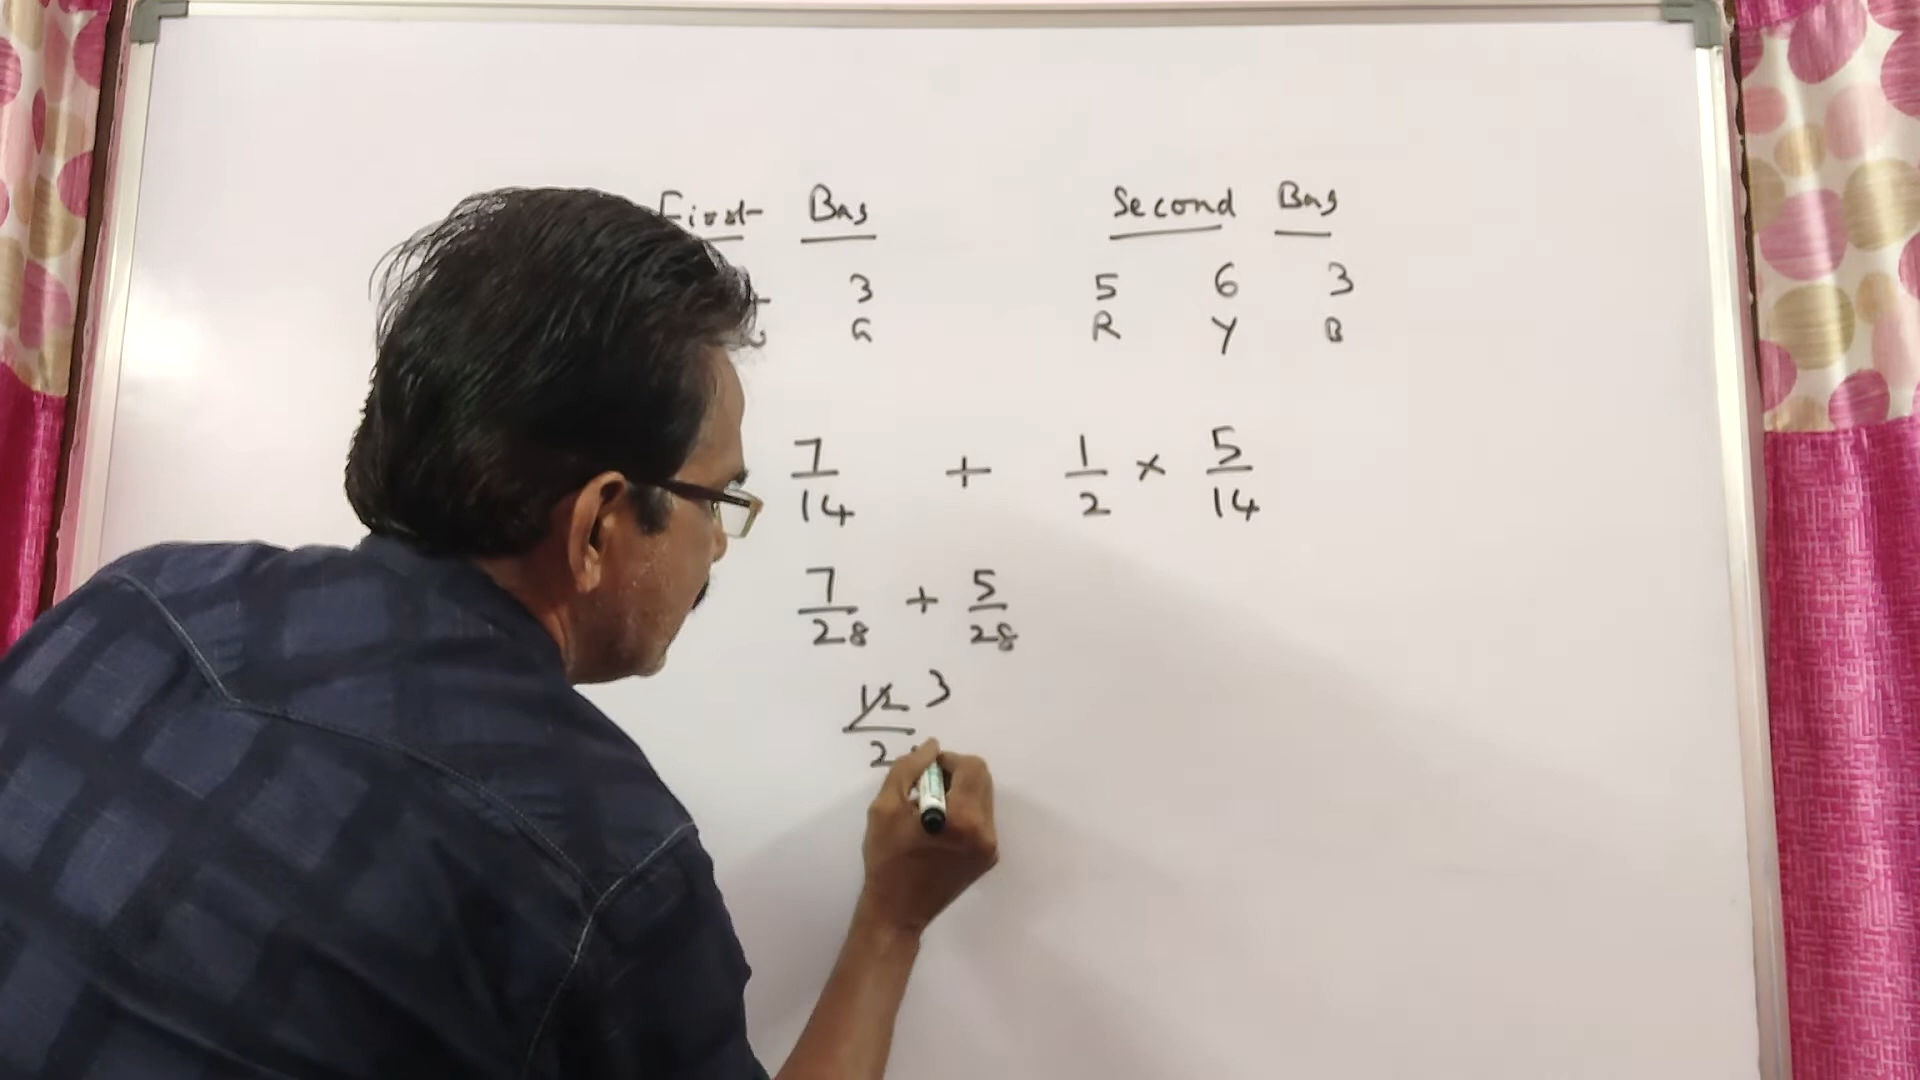 First Bag Second Bag
3 5 6 3
G R Y B
7/14 + 1/2 × 5/14
7/28 + 5/28
12/2 3